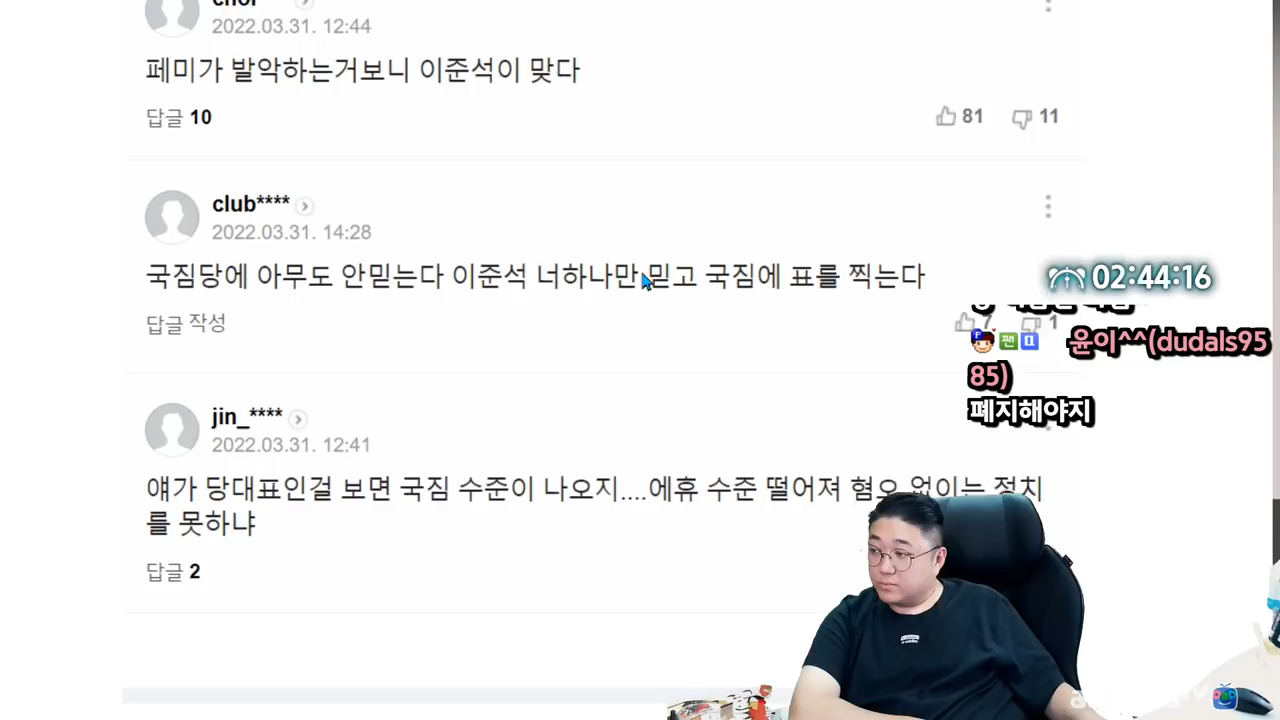 2022.03.31. 12:44
페미가 발악하는거보니 이준석이 맞다
답글 10
81 11
club****
2022.03.31. 14:28
국짐당에 아무도 안믿는다 이준석 너하나만 믿고 국짐에 표를 찍는다
02:44:16
답글 작성
7 1
팬
윤이^^(dudals95
85)
폐지해야지
jin_****
2022.03.31. 12:41
얘가 당대표인걸 보면 국짐 수준이 나오지....에휴 수준 떨어져 혐오 없이는 정치
를 못하냐
답글 2